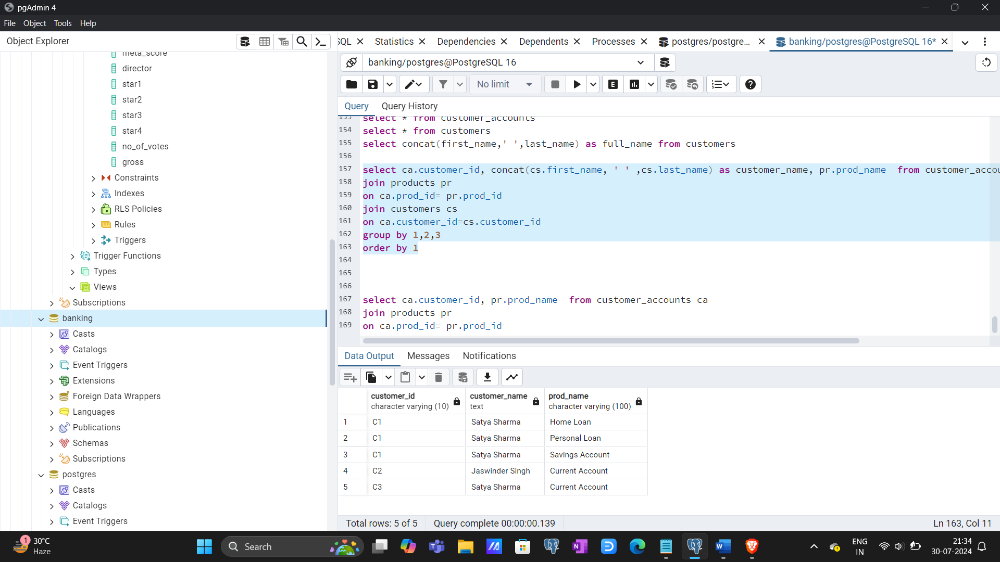 pgAdmin 4
File Object Tools Help
Object Explorer
meta_score
director
star1
star2
star3
star4
no_of_votes
gross
Constraints
Indexes
RLS Policies
Rules
Triggers
Trigger Functions
Types
Views
Subscriptions
banking
Casts
Catalogs
Event Triggers
Extensions
Foreign Data Wrappers
Languages
Publications
Schemas
Subscriptions
postgres
Casts
Catalogs
Event Triggers
SQL Statistics Dependencies Dependents Processes postgres/postgre... banking/postgres@PostgreSQL 16*
banking/postgres@PostgreSQL 16
No limit E
Query Query History
153 select * from customer_accounts
154 select * from customers
155 select concat(first_name,' ',last_name) as full_name from customers
156
157 select ca.customer_id, concat(cs.first_name, ' ' ,cs.last_name) as customer_name, pr.prod_name  from customer_accou
158 join products pr
159 on ca.prod_id= pr.prod_id
160 join customers cs
161 on ca.customer_id=cs.customer_id
162 group by 1,2,3
163 order by 1
164
165
166
167 select ca.customer_id, pr.prod_name  from customer_accounts ca
168 join products pr
169 on ca.prod_id= pr.prod_id
Data Output Messages Notifications
customer_id customer_name prod_name
character varying (10) text character varying (100)
1 C1 Satya Sharma Home Loan
2 C1 Satya Sharma Personal Loan
3 C1 Satya Sharma Savings Account
4 C2 Jaswinder Singh Current Account
5 C3 Satya Sharma Current Account
Total rows: 5 of 5 Query complete 00:00:00.139 Ln 163, Col 11
1 30°C
Haze
Search
ENG
IN
21:34
30-07-2024